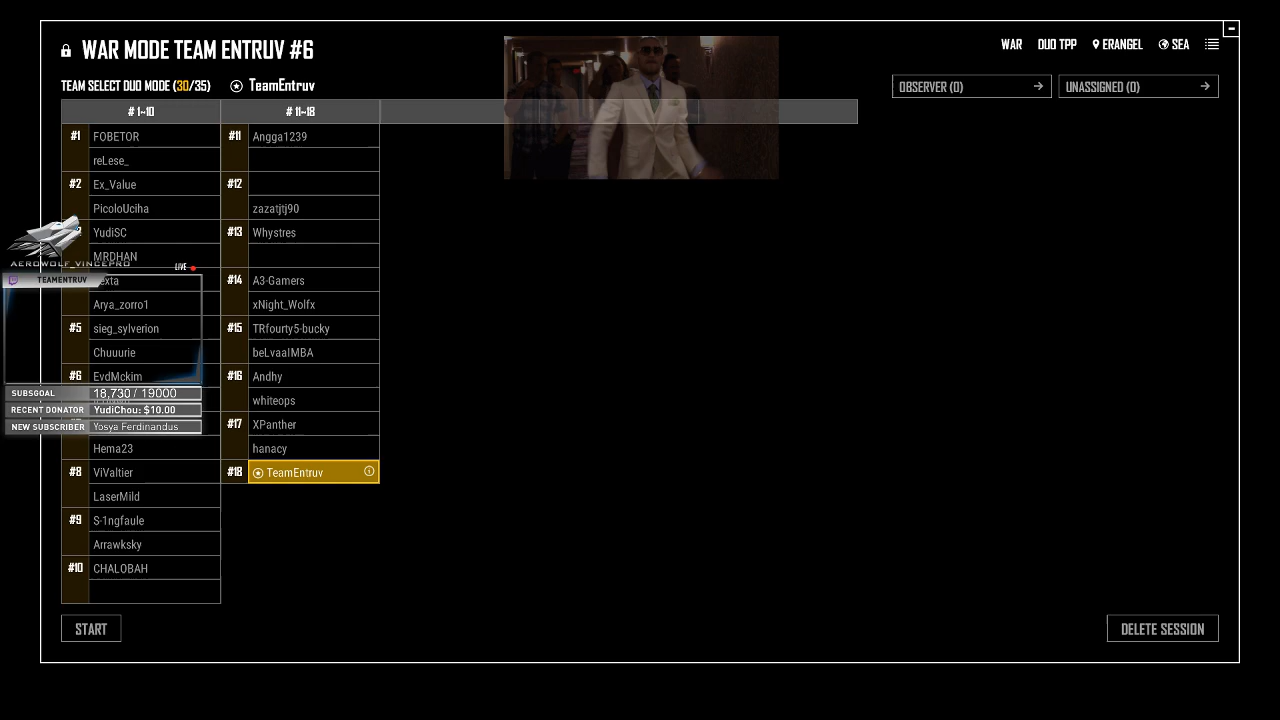 WAR MODE TEAM ENTRUV #6
WAR DUO TPP ERANGEL SEA
TEAM SELECT DUO MODE (30/35) TeamEntruv
OBSERVER (0) UNASSIGNED (0)
# 1~10 # 11~18
#1 FOBETOR #11 Angga1239
reLese_
#2 Ex_Value #12
PicoloUciha zazatjtj90
YudiSC #13 Whystres
MRDHAN
AEROWOLF_VINCEPRO
LIVE
TEAMENTRUV
#14 A3-Gamers
Arya_zorro1 xNight_Wolfx
#5 sieg_sylverion #15 TRfourty5-bucky
Chuuurie beLvaaIMBA
#6 EvdMckim #16 Andhy
SUBSGOAL 18,730 / 19000
whiteops
RECENT DONATOR YudiChou: $10.00
NEW SUBSCRIBER Yosya Ferdinandus
#17 XPanther
Hema23 hanacy
#8 ViValtier #18 TeamEntruv
LaserMild
#9 S-1ngfaule
Arrawksky
#10 CHALOBAH
START DELETE SESSION